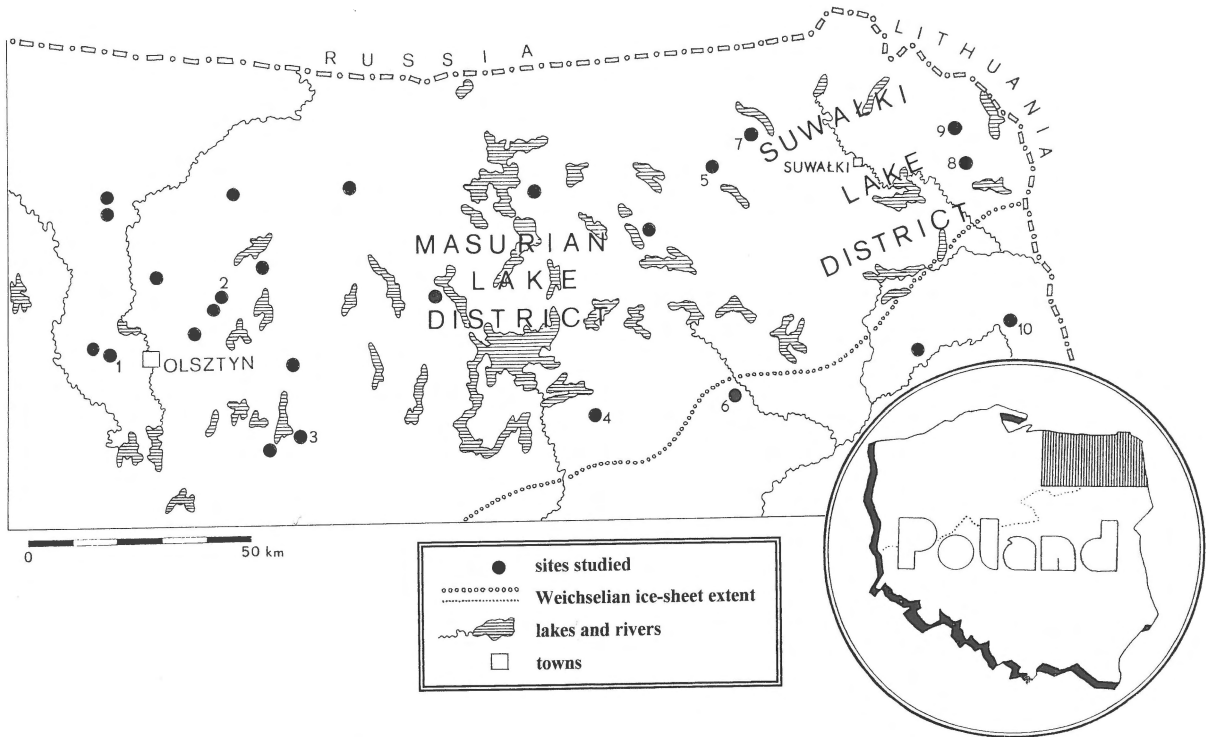 RUSSIA
LITHUANIA
SUWAŁKI
LAKE
DISTRICT
SUWAŁKI
7
9
5
8
MASURIAN
LAKE
DISTRICT
2
10
1
OLSZTYN
6
4
3
0 50 km
sites studied
Weichselian ice-sheet extent
lakes and rivers
towns
Poland